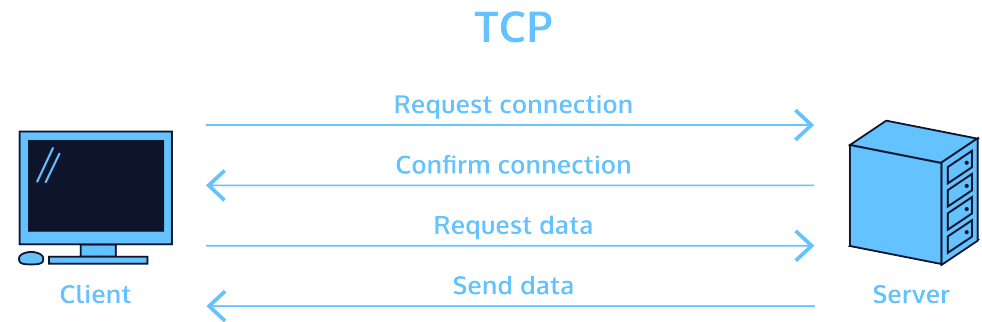 TCP
Request connection
Confirm connection
Request data
Send data
Client
Server